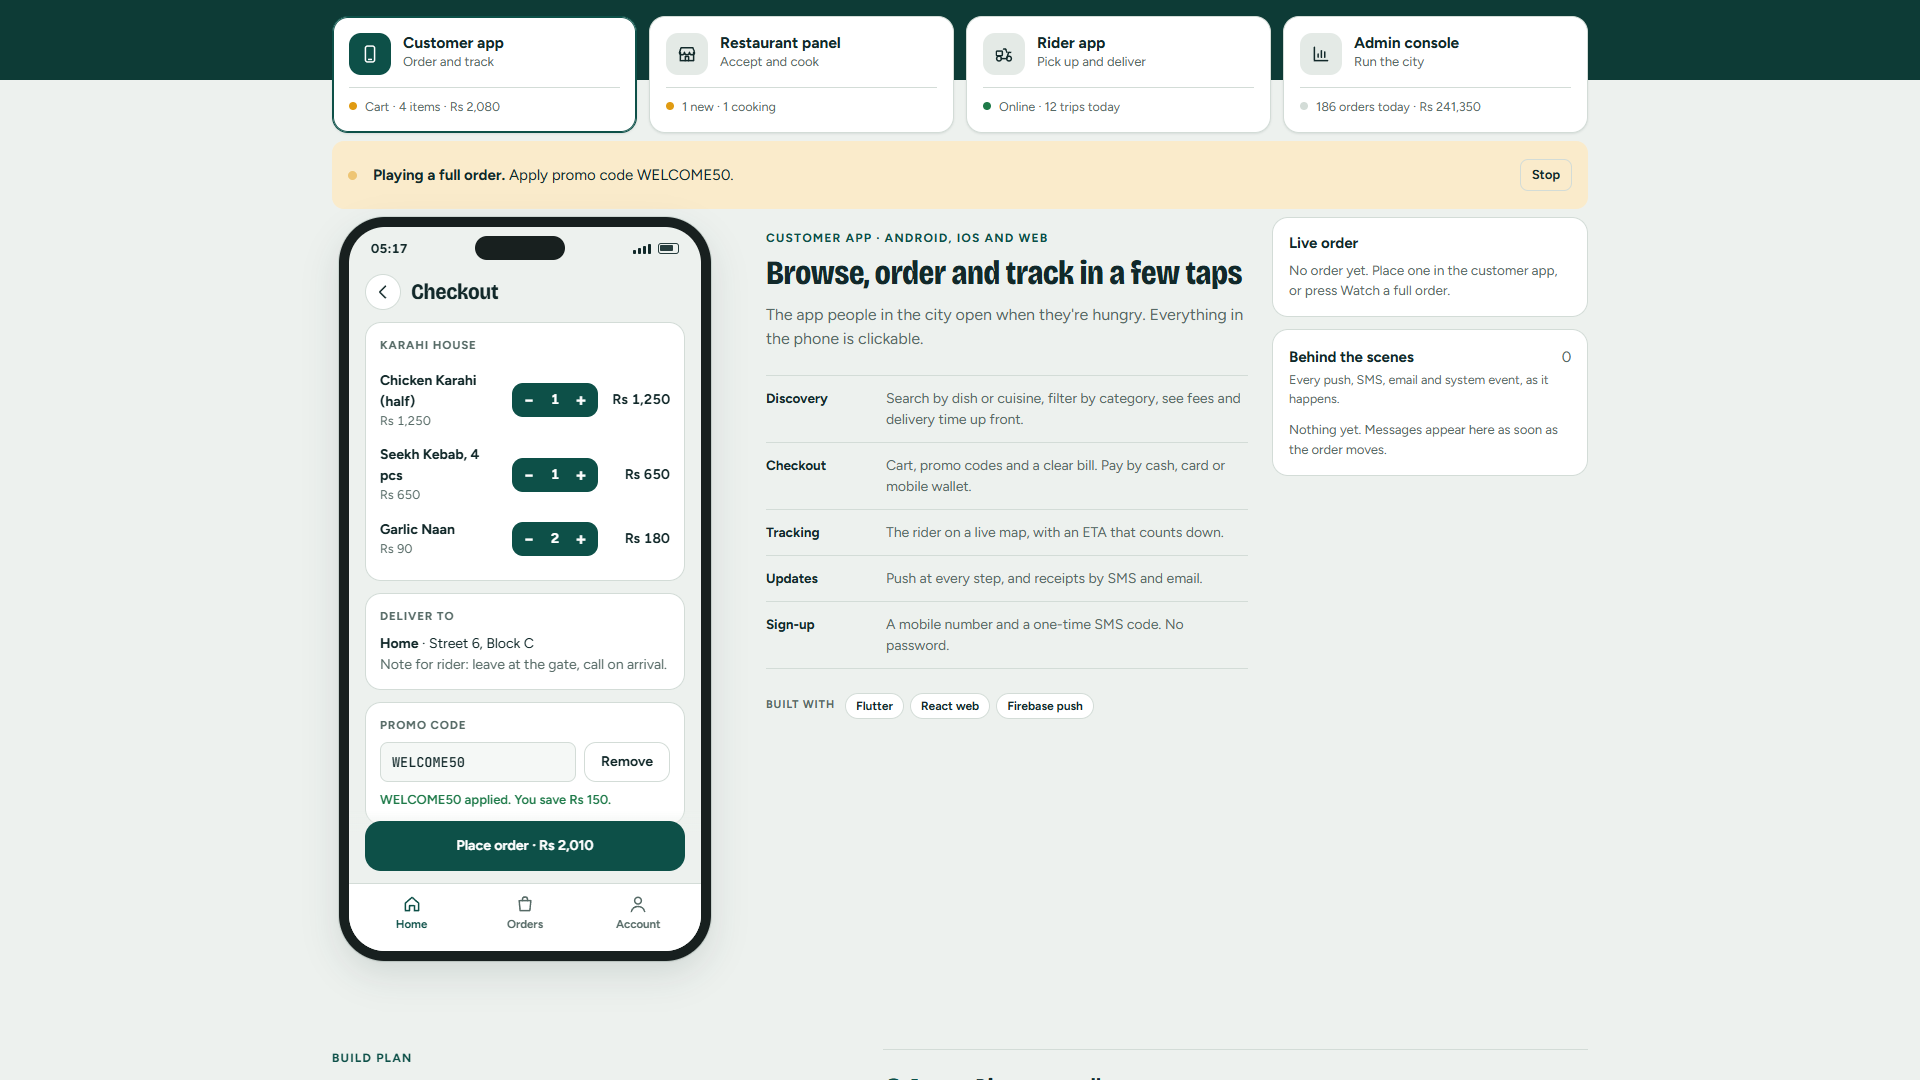 Customer app
Order and track
Cart · 4 items · Rs 2,080
Restaurant panel
Accept and cook
1 new · 1 cooking
Rider app
Pick up and deliver
Online · 12 trips today
Admin console
Run the city
186 orders today · Rs 241,350
Playing a full order. Apply promo code WELCOME50.
Stop
05:17
Checkout
KARAHI HOUSE
Chicken Karahi
(half)
Rs 1,250
− 1 +
Rs 1,250
Seekh Kebab, 4
pcs
Rs 650
− 1 +
Rs 650
Garlic Naan
Rs 90
− 2 +
Rs 180
DELIVER TO
Home · Street 6, Block C
Note for rider: leave at the gate, call on arrival.
PROMO CODE
WELCOME50
Remove
WELCOME50 applied. You save Rs 150.
Place order · Rs 2,010
Home
Orders
Account
CUSTOMER APP · ANDROID, IOS AND WEB
Browse, order and track in a few taps
The app people in the city open when they're hungry. Everything in
the phone is clickable.
Discovery
Search by dish or cuisine, filter by category, see fees and
delivery time up front.
Checkout
Cart, promo codes and a clear bill. Pay by cash, card or
mobile wallet.
Tracking
The rider on a live map, with an ETA that counts down.
Updates
Push at every step, and receipts by SMS and email.
Sign-up
A mobile number and a one-time SMS code. No
password.
BUILT WITH
Flutter
React web
Firebase push
Live order
No order yet. Place one in the customer app,
or press Watch a full order.
Behind the scenes
0
Every push, SMS, email and system event, as it
happens.
Nothing yet. Messages appear here as soon as
the order moves.
BUILD PLAN